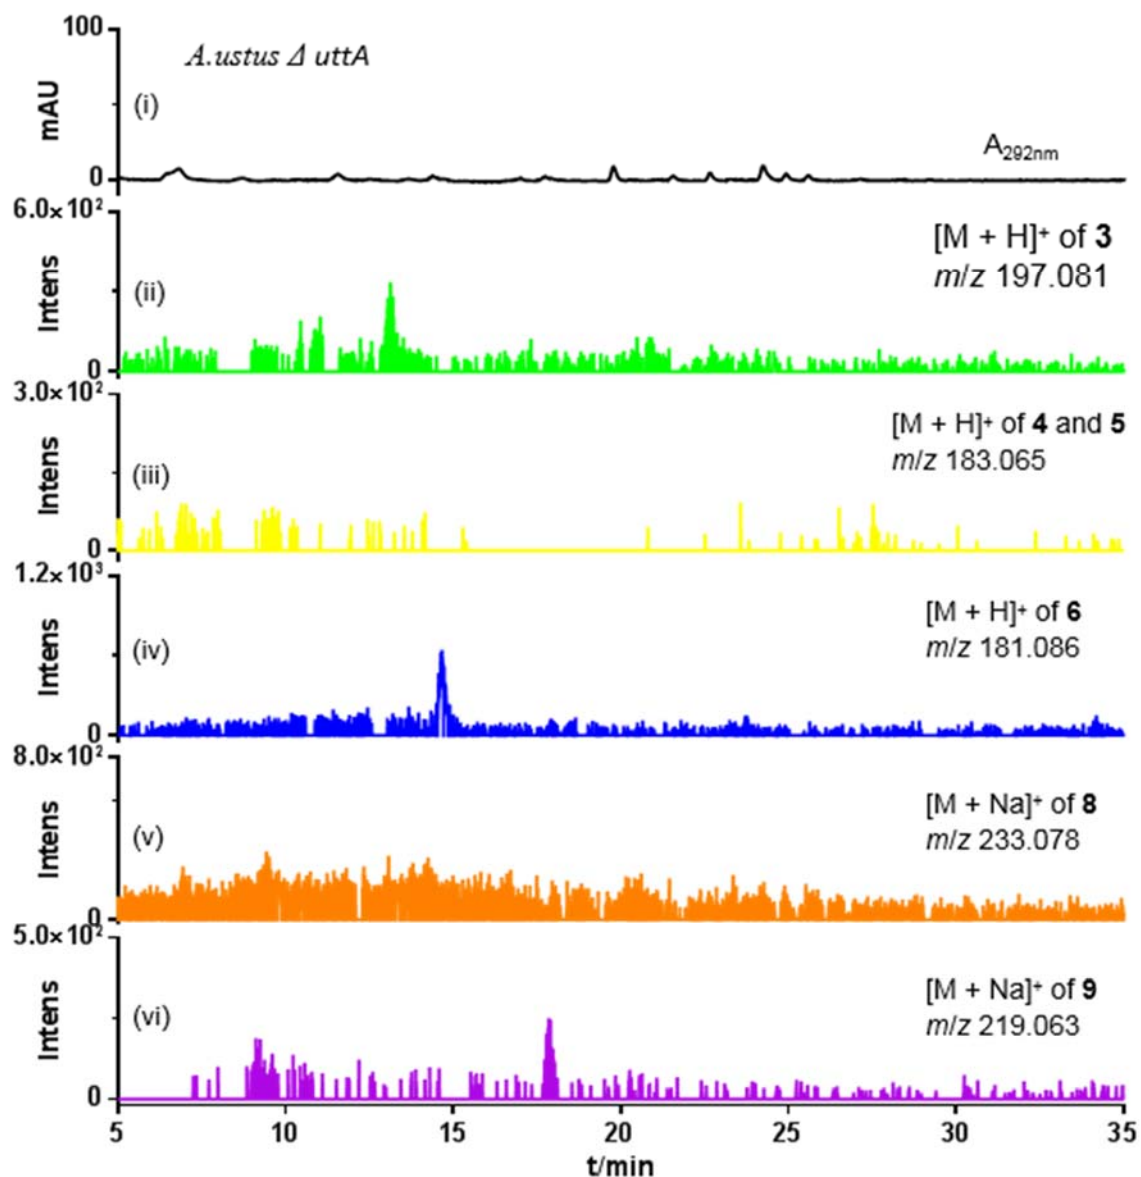 100
A.ustus Δ uttA
mAU
(i)
A292nm
0
6.0×10²
[M + H]⁺ of 3
m/z 197.081
Intens
(ii)
0
3.0×10²
[M + H]⁺ of 4 and 5
m/z 183.065
Intens
(iii)
0
1.2×10³
[M + H]⁺ of 6
m/z 181.086
Intens
(iv)
0
8.0×10²
[M + Na]⁺ of 8
m/z 233.078
Intens
(v)
0
5.0×10²
[M + Na]⁺ of 9
m/z 219.063
Intens
(vi)
0
5 10 15 20 25 30 35
t/min